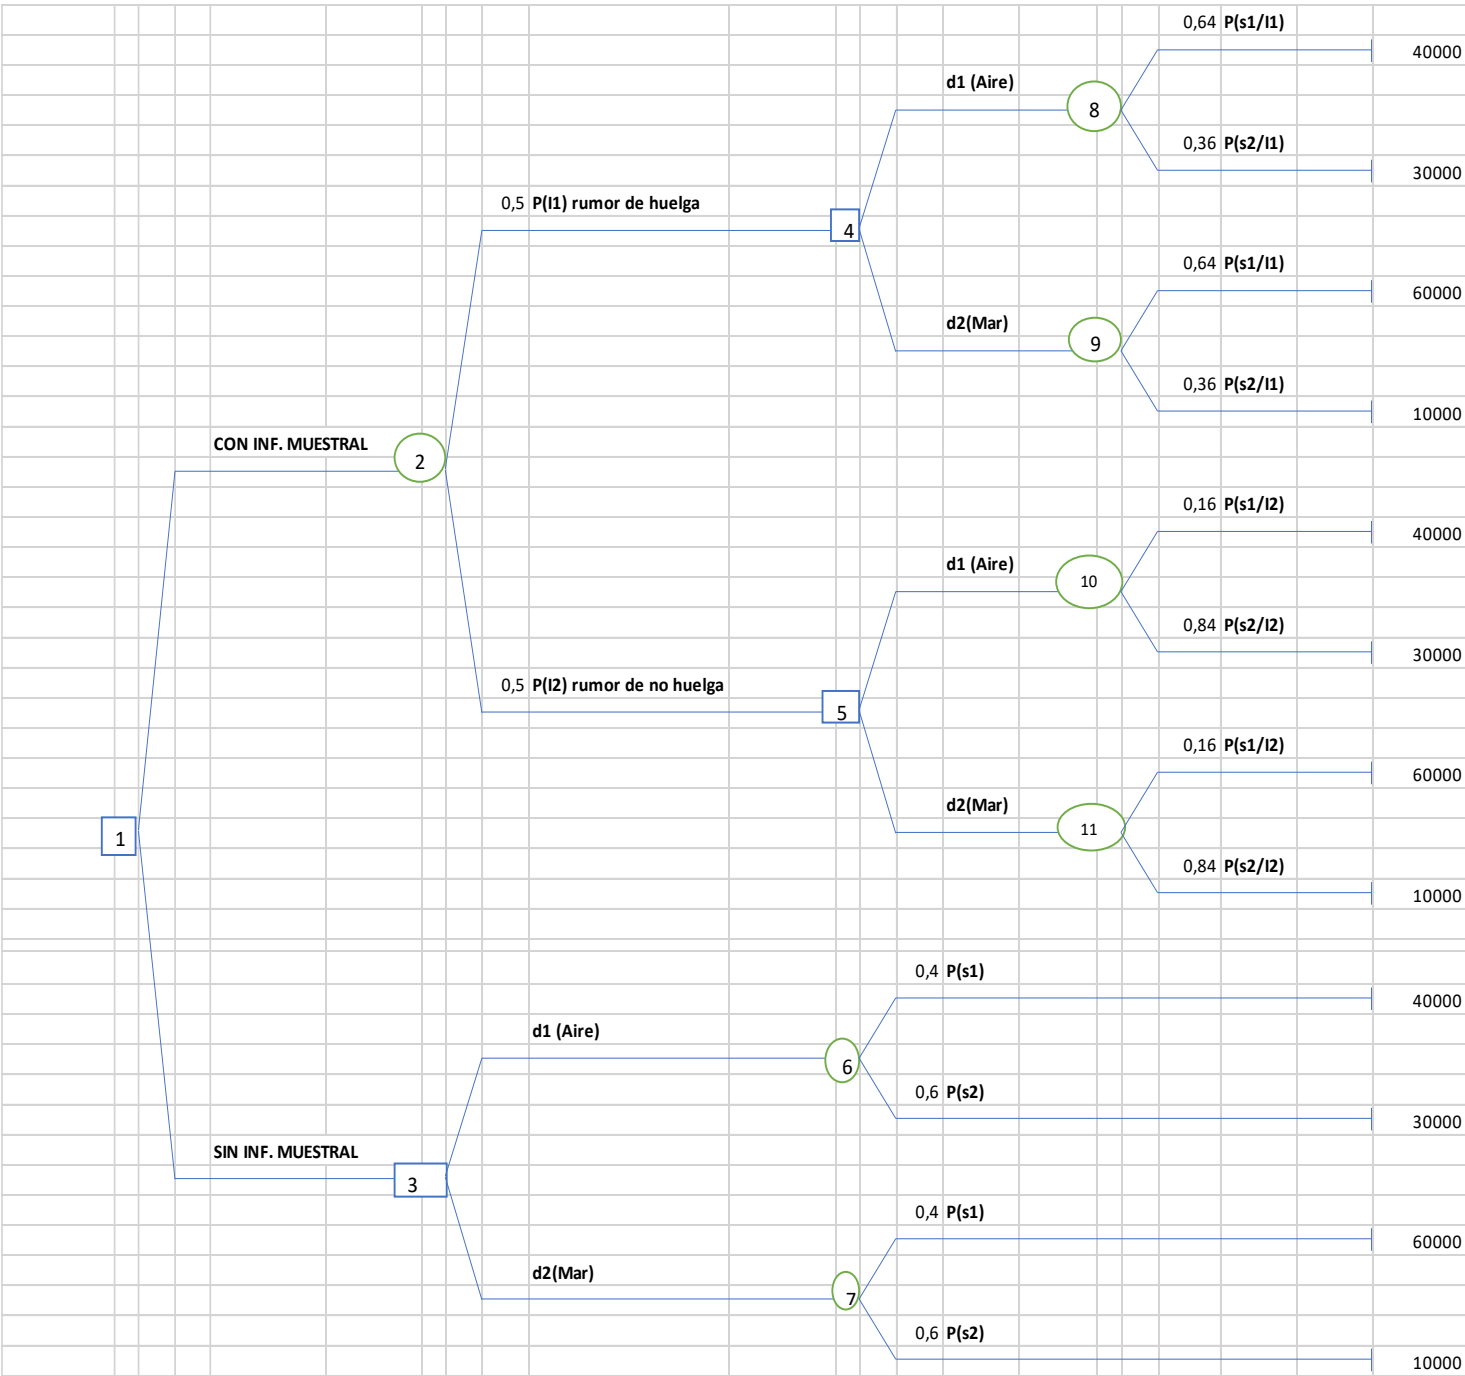 0,64 P(s1/I1)
40000
d1 (Aire)
8
0,36 P(s2/I1)
30000
0,5 P(I1) rumor de huelga
4
0,64 P(s1/I1)
60000
d2(Mar)
9
0,36 P(s2/I1)
10000
CON INF. MUESTRAL
2
0,16 P(s1/I2)
40000
d1 (Aire)
10
0,84 P(s2/I2)
30000
0,5 P(I2) rumor de no huelga
5
0,16 P(s1/I2)
60000
d2(Mar)
11
1
0,84 P(s2/I2)
10000
0,4 P(s1)
40000
d1 (Aire)
6
0,6 P(s2)
30000
SIN INF. MUESTRAL
3
0,4 P(s1)
60000
d2(Mar)
7
0,6 P(s2)
10000